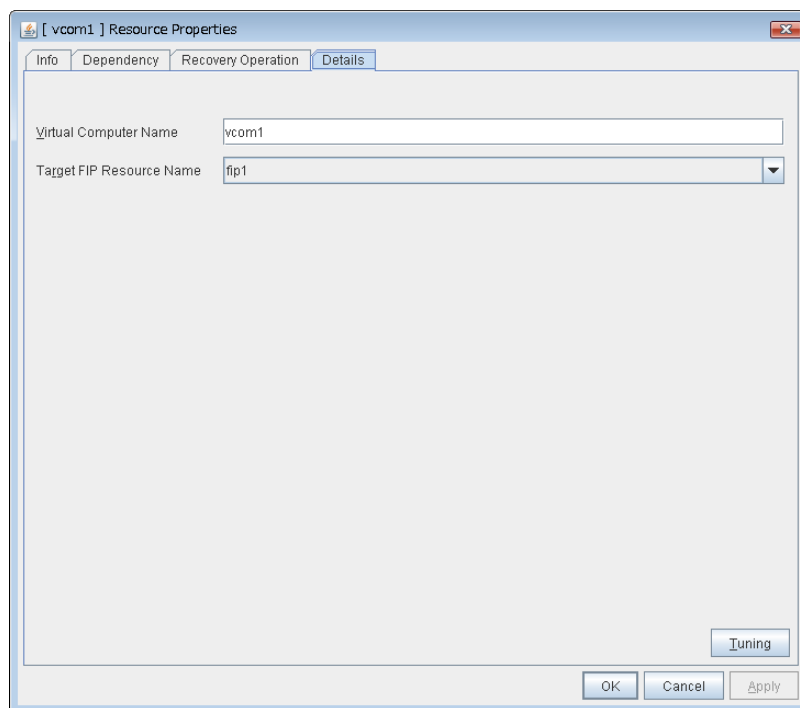 [ vcom1 ] Resource Properties
Info Dependency Recovery Operation Details
Virtual Computer Name vcom1
Target FIP Resource Name fip1
Tuning
OK Cancel Apply